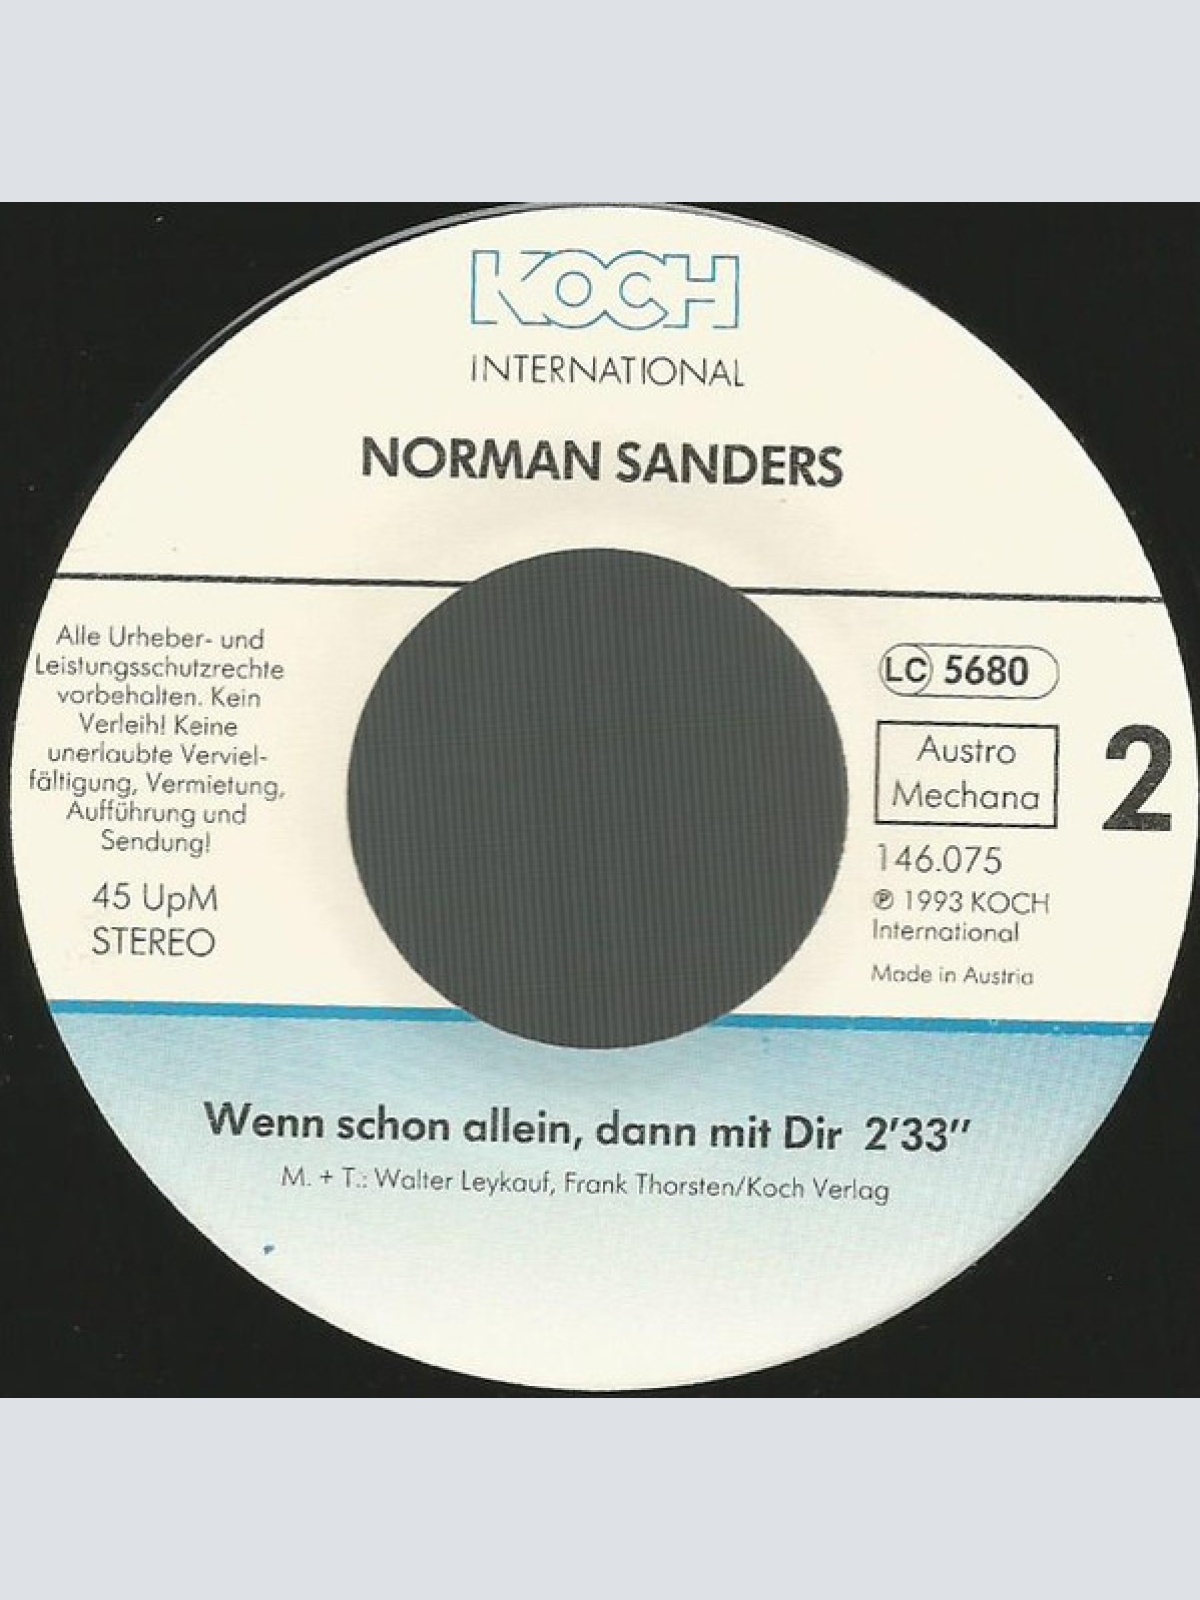 KOCH
INTERNATIONAL
NORMAN SANDERS
Alle Urheber- und
Leistungsschutzrechte
vorbehalten. Kein
Verleih! Keine
unerlaubte Verviel-
fältigung, Vermietung,
Aufführung und
Sendung!
45 UpM
STEREO
LC 5680
Austro
Mechana
2
146.075
℗ 1993 KOCH
International
Made in Austria
Wenn schon allein, dann mit Dir 2'33"
M. + T.: Walter Leykauf, Frank Thorsten/Koch Verlag